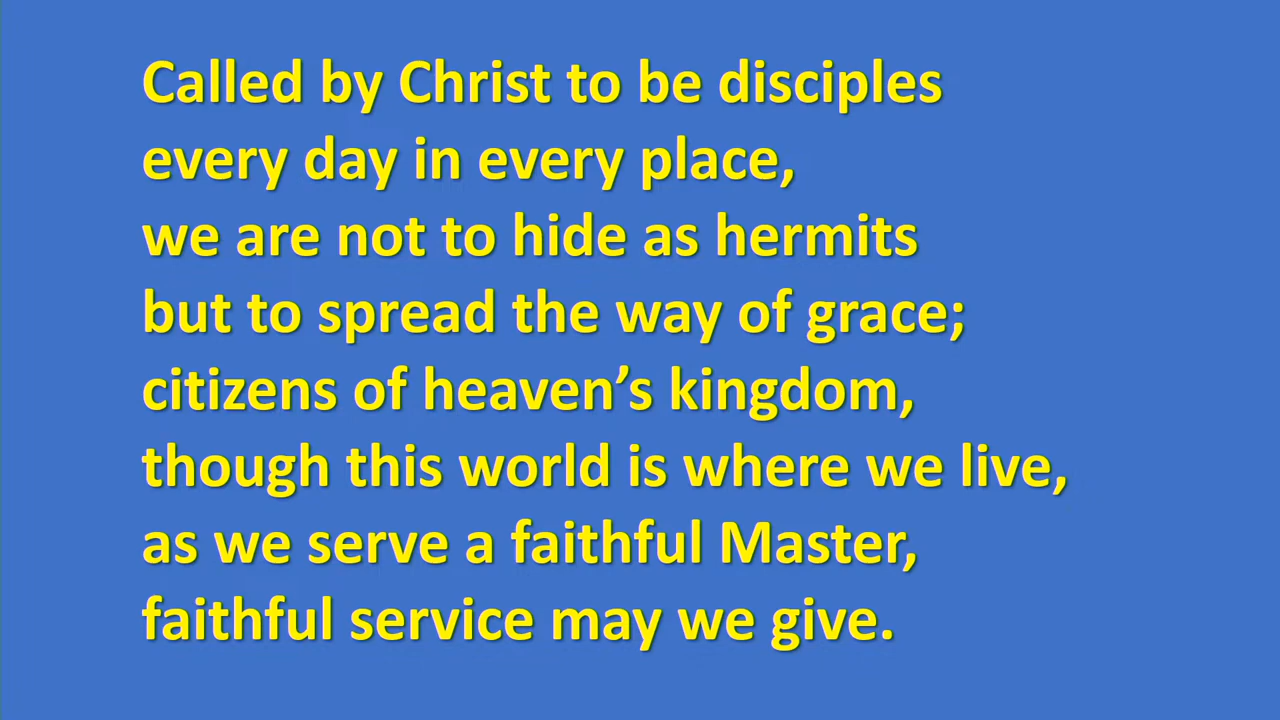 Called by Christ to be disciples
every day in every place,
we are not to hide as hermits
but to spread the way of grace;
citizens of heaven’s kingdom,
though this world is where we live,
as we serve a faithful Master,
faithful service may we give.